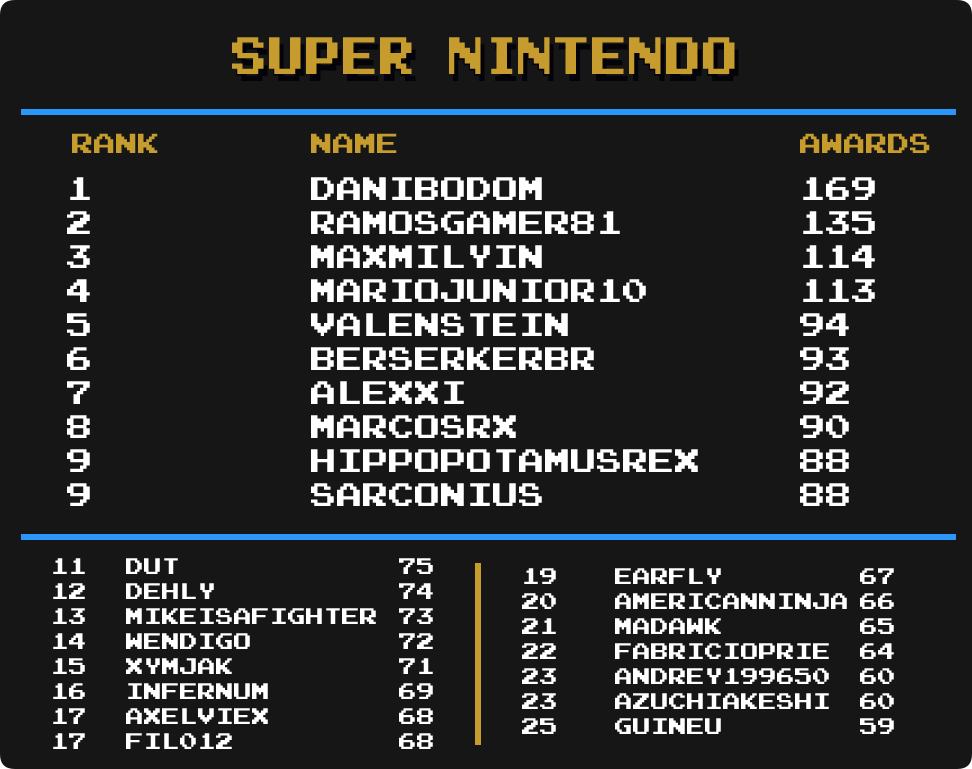 SUPER NINTENDO
RANK NAME AWARDS
1 DANIBODOM 169
2 RAMOSGAMER81 135
3 MAXMILYIN 114
4 MARIOJUNIOR10 113
5 VALENSTEIN 94
6 BERSERKERBR 93
7 ALEXXI 92
8 MARCOSRX 90
9 HIPPOPOTAMUSREX 88
9 SARCONIUS 88
11 DUT 75
12 DEHLY 74
13 MIKEISAFIGHTER 73
14 WENDIGO 72
15 XYMJAK 71
16 INFERNUM 69
17 AXELVIEX 68
17 FILO12 68
19 EARFLY 67
20 AMERICANNINJA 66
21 MADAWK 65
22 FABRICIOPRIE 64
23 ANDREY199650 60
23 AZUCHIAKESHI 60
25 GUINEU 59